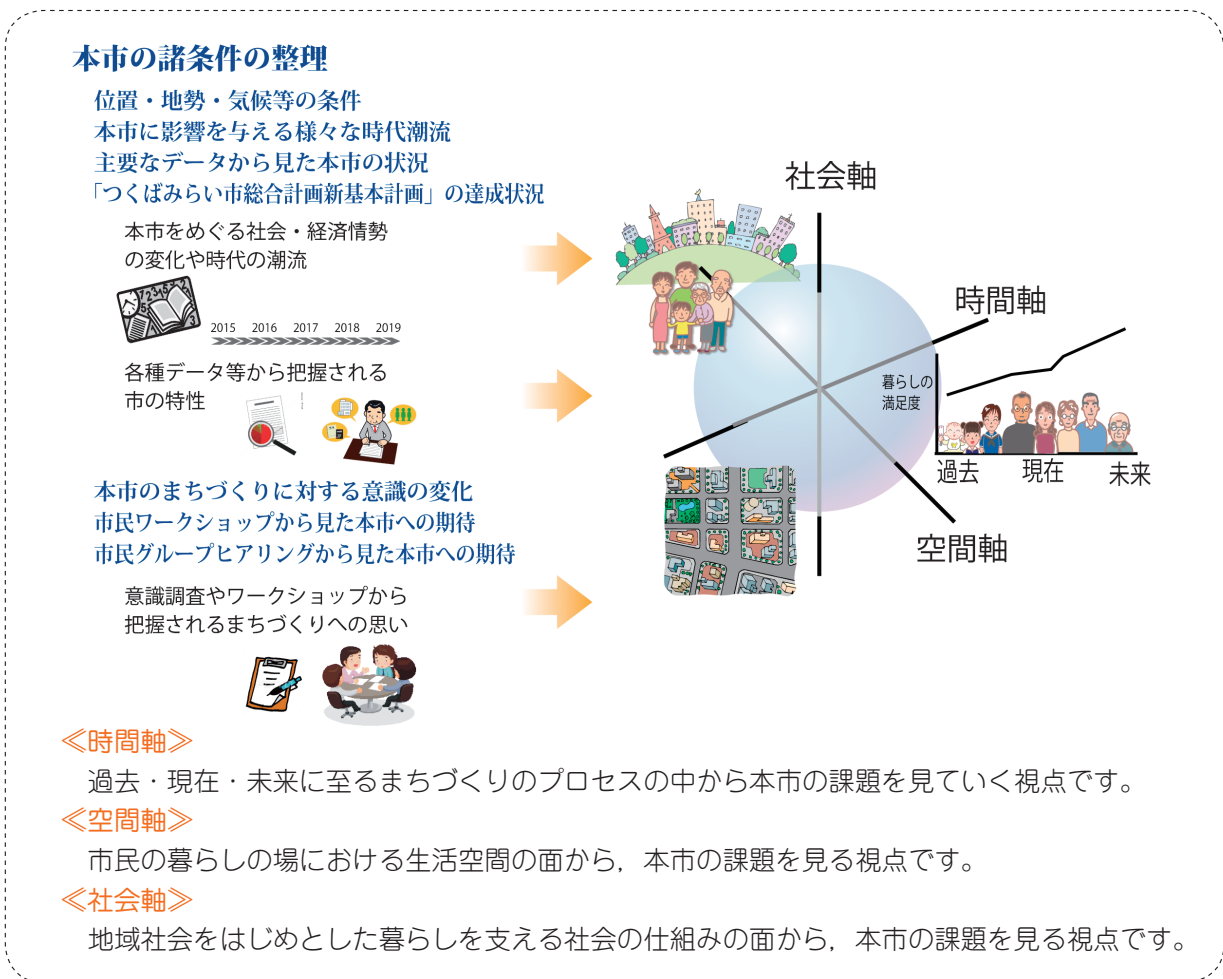 本市の諸条件の整理
位置・地勢・気候等の条件
本市に影響を与える様々な時代潮流
主要なデータから見た本市の状況
「つくばみらい市総合計画新基本計画」の達成状況
本市をめぐる社会・経済情勢
の変化や時代の潮流
2015 2016 2017 2018 2019
各種データ等から把握される
市の特性
本市のまちづくりに対する意識の変化
市民ワークショップから見た本市への期待
市民グループヒアリングから見た本市への期待
意識調査やワークショップから
把握されるまちづくりへの思い
社会軸
時間軸
暮らしの
満足度
過去 現在 未来
空間軸
≪時間軸≫
過去・現在・未来に至るまちづくりのプロセスの中から本市の課題を見ていく視点です。
≪空間軸≫
市民の暮らしの場における生活空間の面から，本市の課題を見る視点です。
≪社会軸≫
地域社会をはじめとした暮らしを支える社会の仕組みの面から，本市の課題を見る視点です。